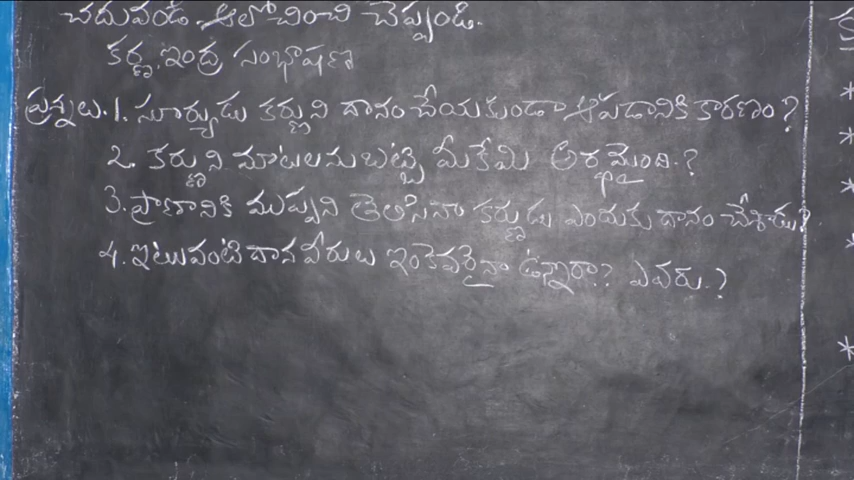 చదువండి. ఆలోచించి చెప్పండి.
కర్ణ, ఇంద్ర సంభాషణ
ప్రశ్నలు. 1. సూర్యుడు కర్ణుని దానంచేయకుండా ఆపడానికి కారణం?
2. కర్ణుని మాటలనుబట్టి మీకేమి అర్థమైంది.?
3. ప్రాణానికి ముప్పుని తెలిసినా కర్ణుడు ఎందుకు దానం చేశాడు?
4. ఇటువంటి దానవీరులు ఇంకెవరైనా ఉన్నారా? ఎవరు.?